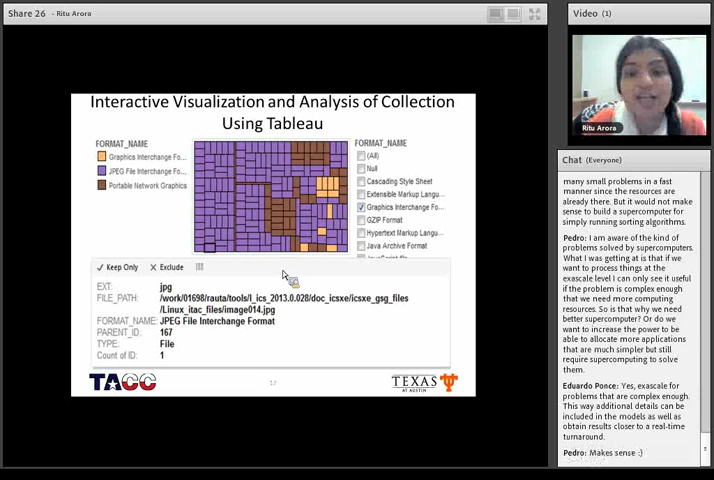 Share 26 - Ritu Arora
Video (1)
Ritu Arora
Interactive Visualization and Analysis of Collection
Using Tableau
FORMAT_NAME
Graphics Interchange Fo...
JPEG File Interchange Fo...
Portable Network Graphics
FORMAT_NAME
(All)
Null
Cascading Style Sheet
Extensible Markup Langu...
Graphics Interchange Fo...
GZIP Format
Hypertext Markup Langu...
Java Archive Format
Keep Only
Exclude
EXT: jpg
FILE_PATH: /work/01698/rauta/tools/I_ics_2013.0.028/doc_icsxe/icsxe_gsg_files
/Linux_itac_files/image014.jpg
FORMAT_NAME: JPEG File Interchange Format
PARENT_ID: 167
TYPE: File
Count of ID: 1
TACC
17
TEXAS
AT AUSTIN
Chat (Everyone)
many small problems in a fast
manner since the resources are
already there. But it would not make
sense to build a supercomputer for
simply running sorting algorithms.
Pedro: I am aware of the kind of
problems solved by supercomputers.
What I was getting at is that if we
want to process things at the
exascale level I can only see it useful
if the problem is complex enough
that we need more computing
resources. So is that why we need
better supercomputer? Or do we
want to increase the power to be
able to allocate more applications
that are much simpler but still
require supercomputing to solve
them.
Eduardo Ponce: Yes, exascale for
problems that are complex enough.
This way additional details can be
included in the models as well as
obtain results closer to a real-time
turnaround.
Pedro: Makes sense :)